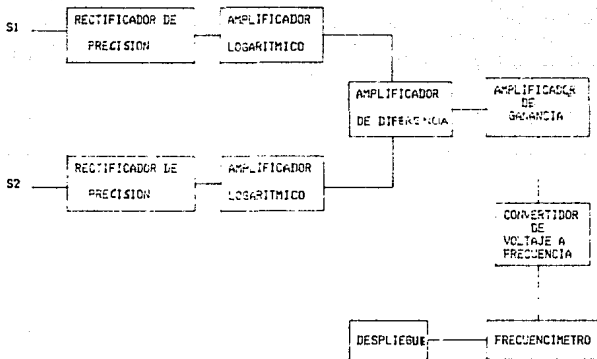 S1
RECTIFICADOR DE
PRECISION
AMPLIFICADOR
LOGARITMICO
AMPLIFICADOR
DE DIFERENCIA
AMPLIFICADOR
DE
GANANCIA
S2
RECTIFICADOR DE
PRECISION
AMPLIFICADOR
LOGARITMICO
CONVERTIDOR
DE
VOLTAJE A
FRECUENCIA
DESPLIEGUE
FRECUENCIMETRO